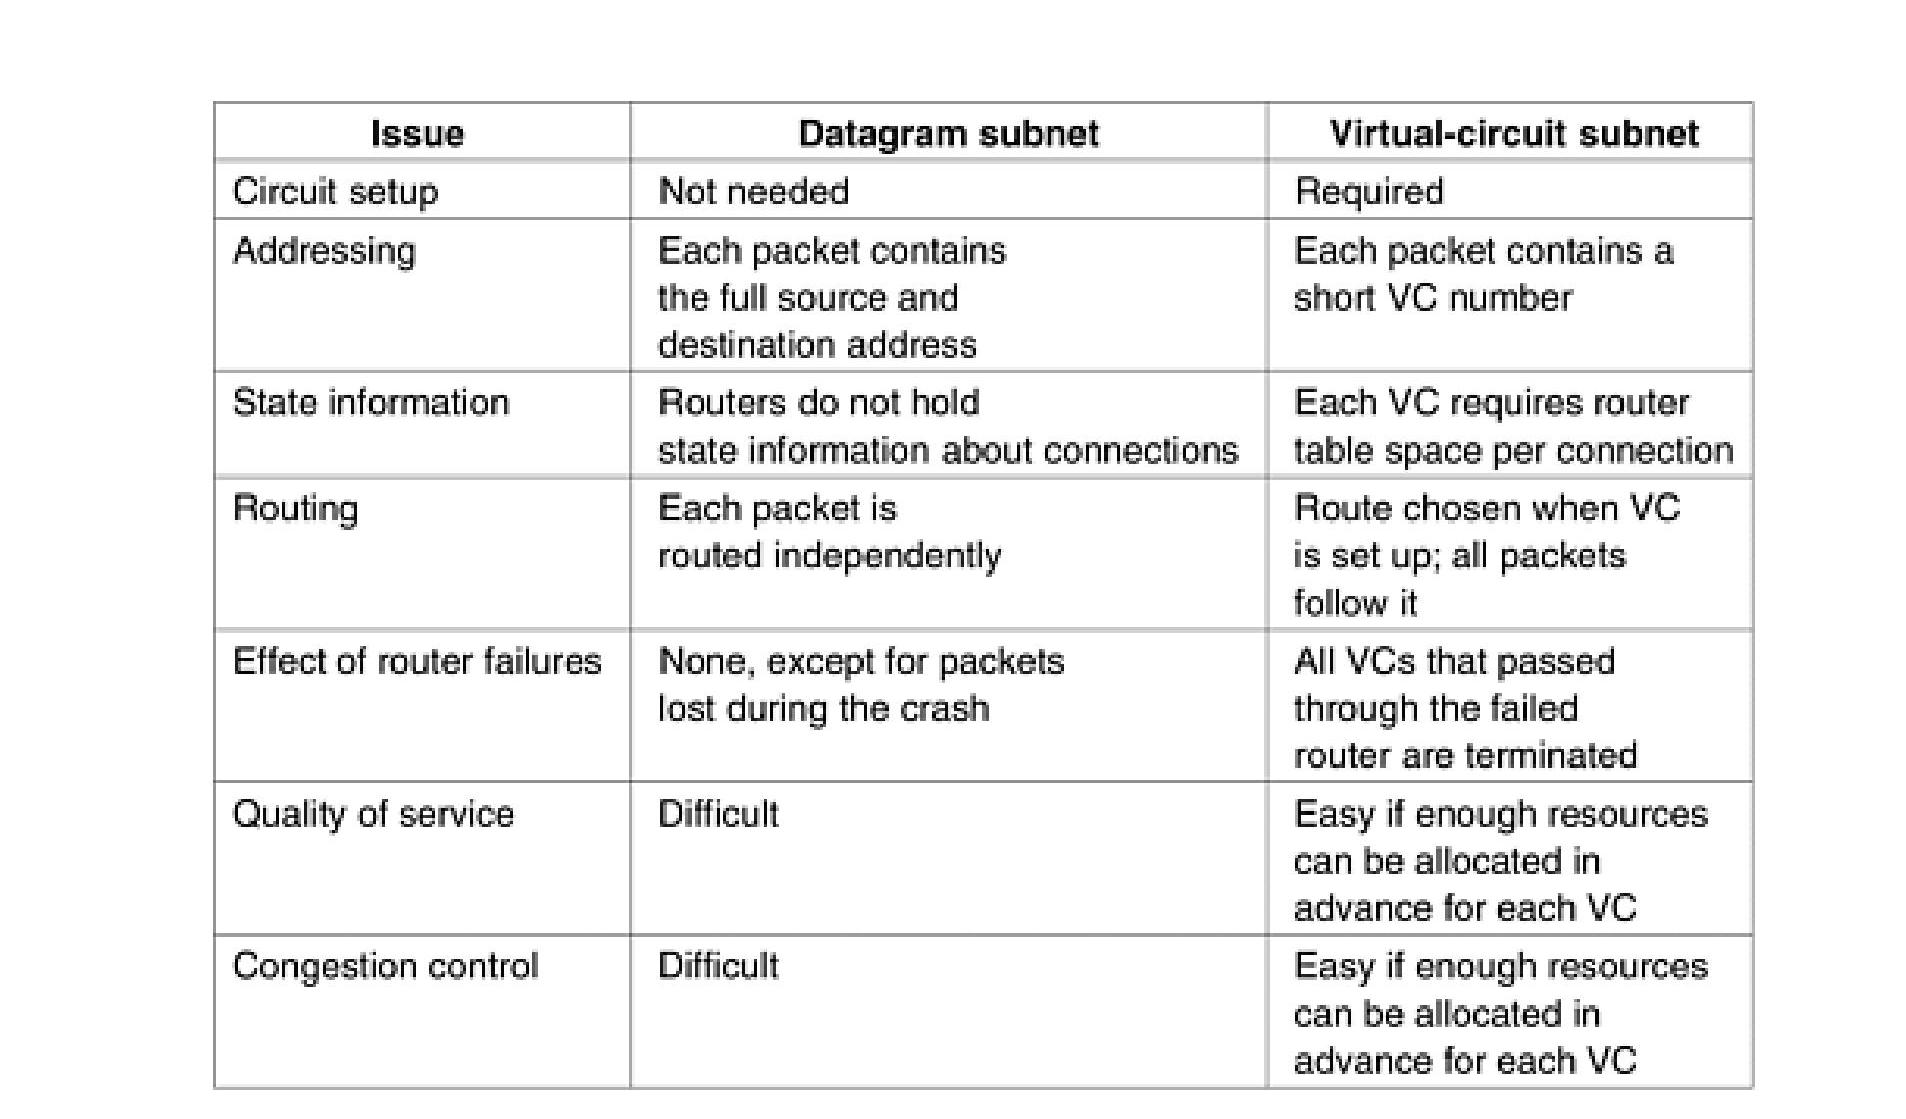 Issue Datagram subnet Virtual-circuit subnet
Circuit setup Not needed Required
Addressing Each packet contains Each packet contains a
the full source and short VC number
destination address
State information Routers do not hold Each VC requires router
state information about connections table space per connection
Routing Each packet is Route chosen when VC
routed independently is set up; all packets
follow it
Effect of router failures None, except for packets All VCs that passed
lost during the crash through the failed
router are terminated
Quality of service Difficult Easy if enough resources
can be allocated in
advance for each VC
Congestion control Difficult Easy if enough resources
can be allocated in
advance for each VC